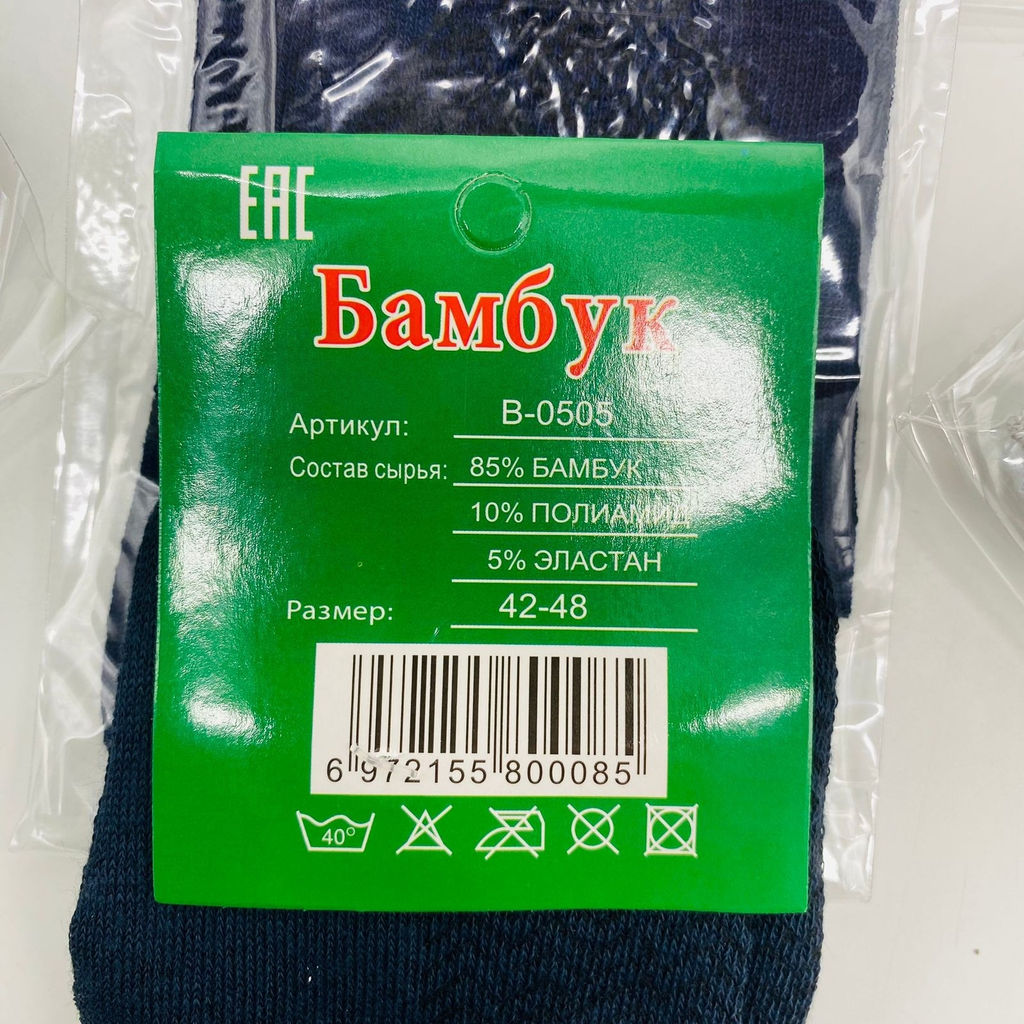 ЕАС
Бамбук
Артикул: В-0505
Состав сырья: 85% БАМБУК
10% ПОЛИАМИД
5% ЭЛАСТАН
Размер: 42-48
6 972155 800085
40°